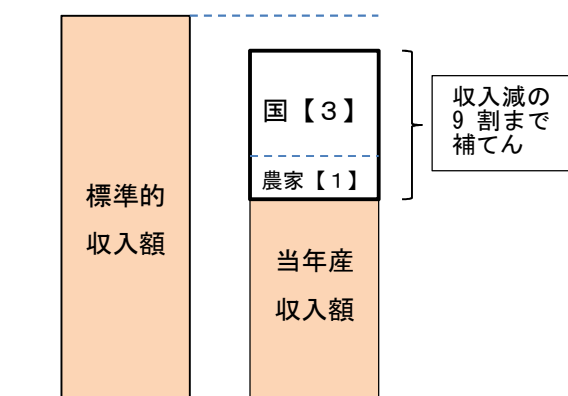 標準的
収入額
国【３】
農家【１】
当年産
収入額
収入減の
９ 割まで
補てん